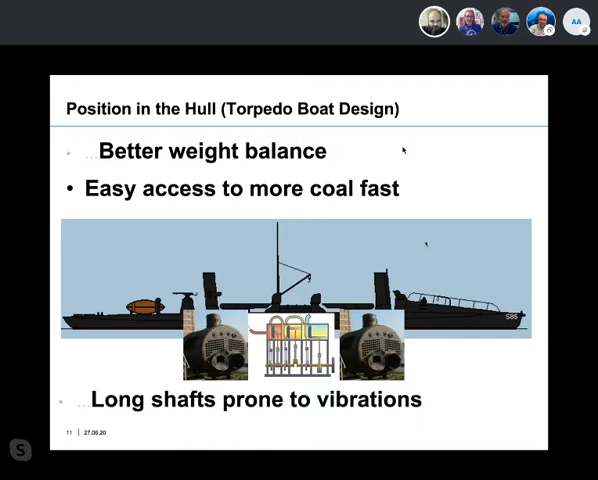 AA
Position in the Hull (Torpedo Boat Design)
...Better weight balance
• Easy access to more coal fast
S85
...Long shafts prone to vibrations
11 | 27.06.20
S